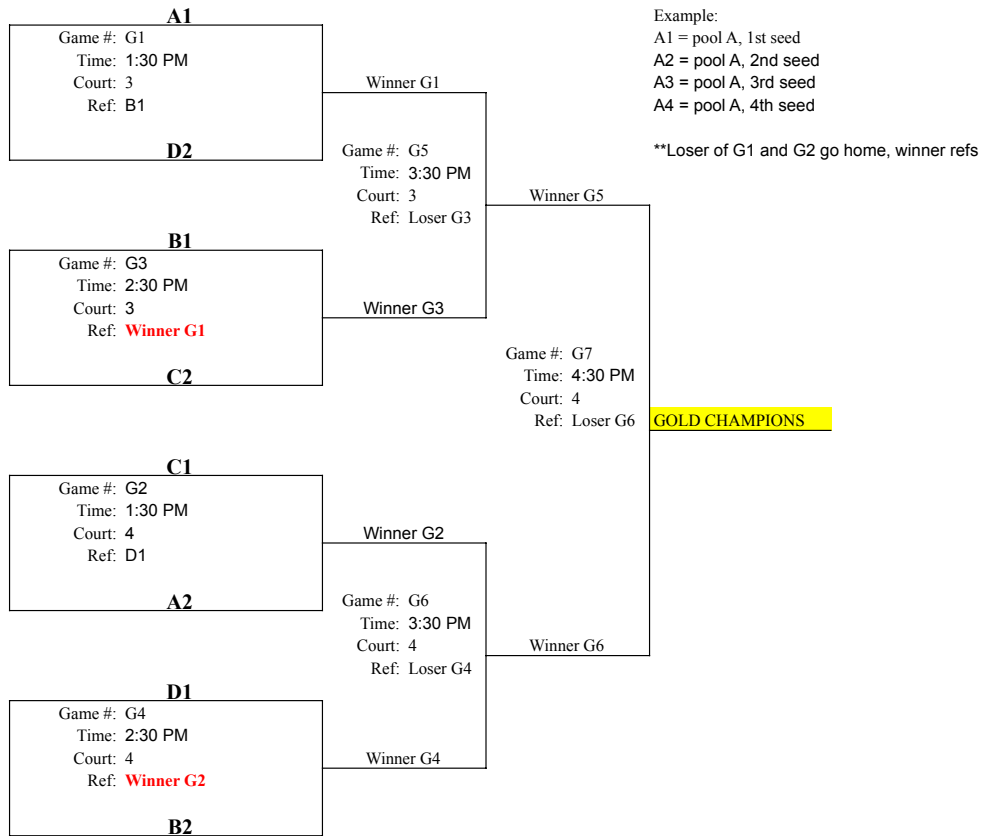 A1
Game #: G1
Time: 1:30 PM
Court: 3
Ref: B1
D2
Winner G1
Game #: G5
Time: 3:30 PM
Court: 3
Ref: Loser G3
B1
Game #: G3
Time: 2:30 PM
Court: 3
Ref: Winner G1
C2
Winner G3
Winner G5
Game #: G7
Time: 4:30 PM
Court: 4
Ref: Loser G6
GOLD CHAMPIONS
C1
Game #: G2
Time: 1:30 PM
Court: 4
Ref: D1
A2
Winner G2
Game #: G6
Time: 3:30 PM
Court: 4
Ref: Loser G4
Winner G6
D1
Game #: G4
Time: 2:30 PM
Court: 4
Ref: Winner G2
B2
Winner G4
Example:
A1 = pool A, 1st seed
A2 = pool A, 2nd seed
A3 = pool A, 3rd seed
A4 = pool A, 4th seed
**Loser of G1 and G2 go home, winner refs